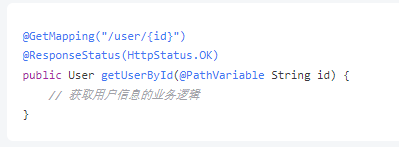 @GetMapping("/user/{id}")
@ResponseStatus(HttpStatus.OK)
public User getUserById(@PathVariable String id) {
    // 获取用户信息的业务逻辑
}